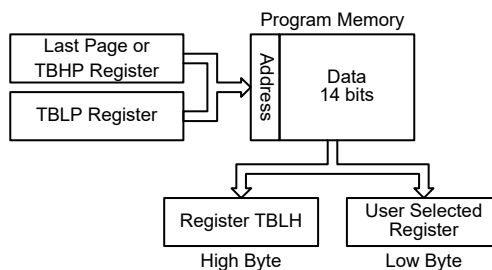 Program Memory
Last Page or
TBHP Register
TBLP Register
Address
Data
14 bits
Register TBLH
User Selected
Register
High Byte
Low Byte